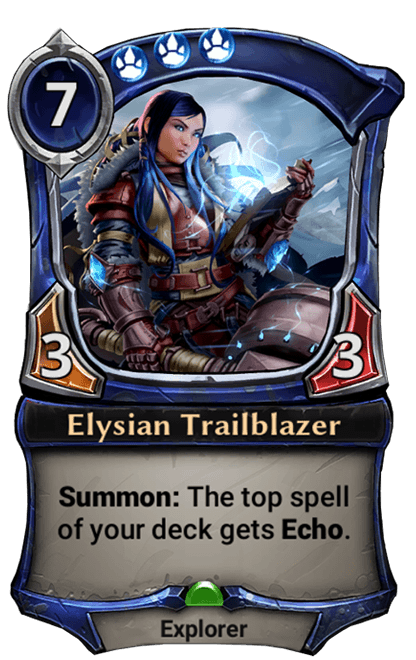 7
3
3
Elysian Trailblazer
Summon: The top spell
of your deck gets Echo.
Explorer